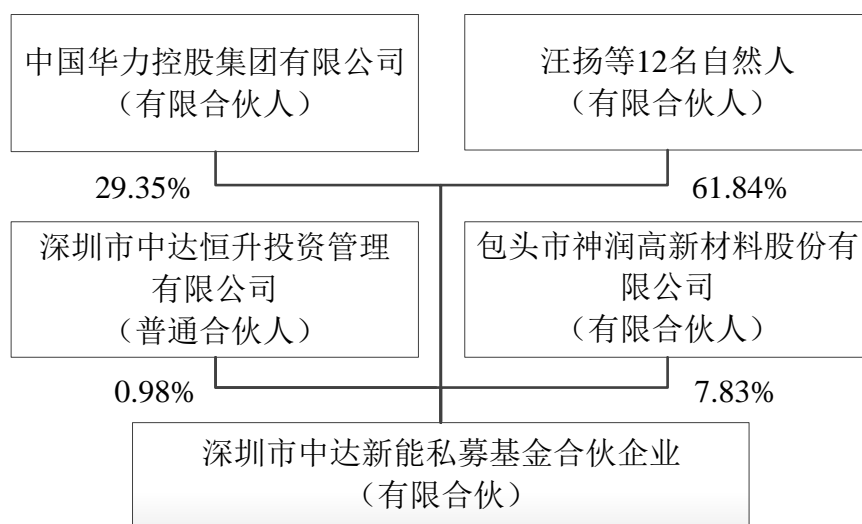 中国华力控股集团有限公司
（有限合伙人）
汪扬等12名自然人
（有限合伙人）
29.35%
61.84%
深圳市中达恒升投资管理
有限公司
（普通合伙人）
包头市神润高新材料股份有
限公司
（有限合伙人）
0.98%
7.83%
深圳市中达新能私募基金合伙企业
（有限合伙）